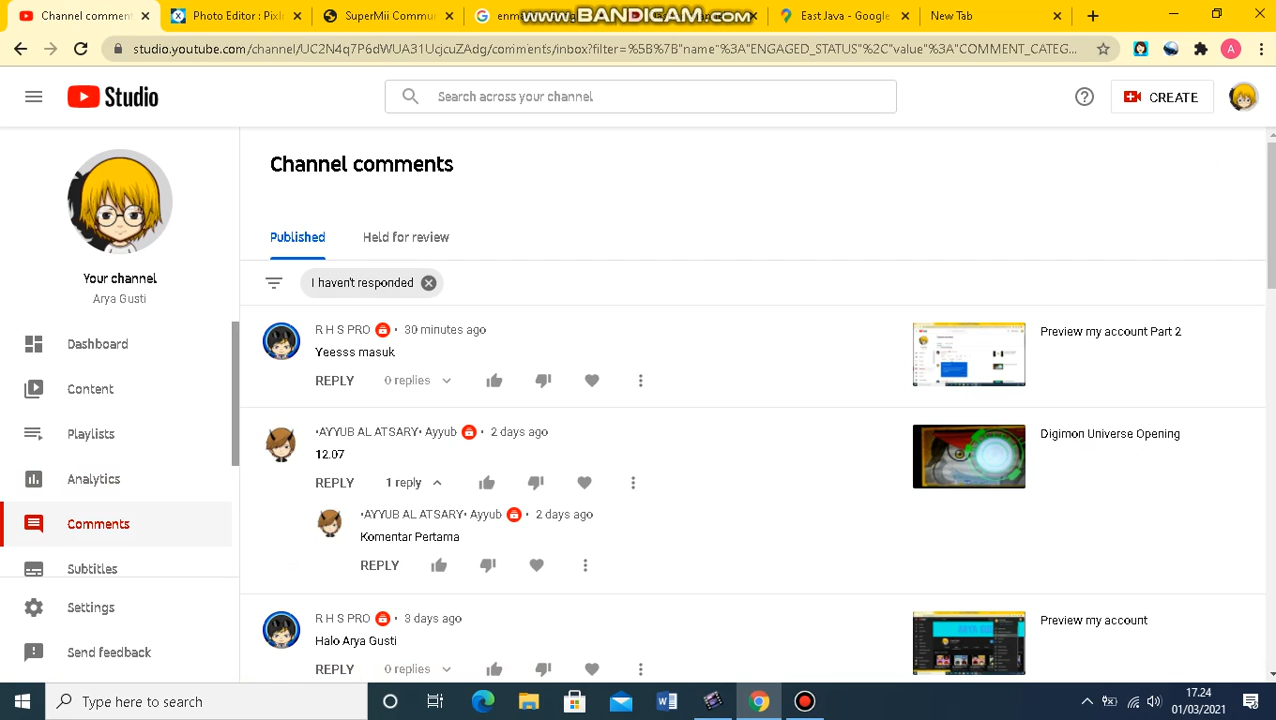 Channel comments
Photo Editor : Pixl
SuperMii Commu
enm
www.BANDICAM.com
East Java - Google
New Tab
studio.youtube.com/channel/UC2N4q7P6dWUA31UcjcuiZAdg/comments/inbox?filter=%5B%7B"name"%3A"ENGAGED_STATUS"%2C"value"%3A"COMMENT_CATEG...
A
Studio
Search across your channel
CREATE
Channel comments
Published
Held for review
I haven't responded
Your channel
Arya Gusti
Dashboard
Content
Playlists
Analytics
Comments
Subtitles
Settings
Send feedback
R H S PRO • 30 minutes ago
Yeesss masuk
REPLY 0 replies
Preview my account Part 2
•AYYUB AL ATSARY• Ayyub • 2 days ago
12.07
REPLY 1 reply
Digimon Universe Opening
•AYYUB AL ATSARY• Ayyub • 2 days ago
Komentar Pertama
REPLY
R H S PRO • 3 days ago
Halo Arya Gusti
REPLY 0 replies
Preview my account
Type here to search
17.24
01/03/2021